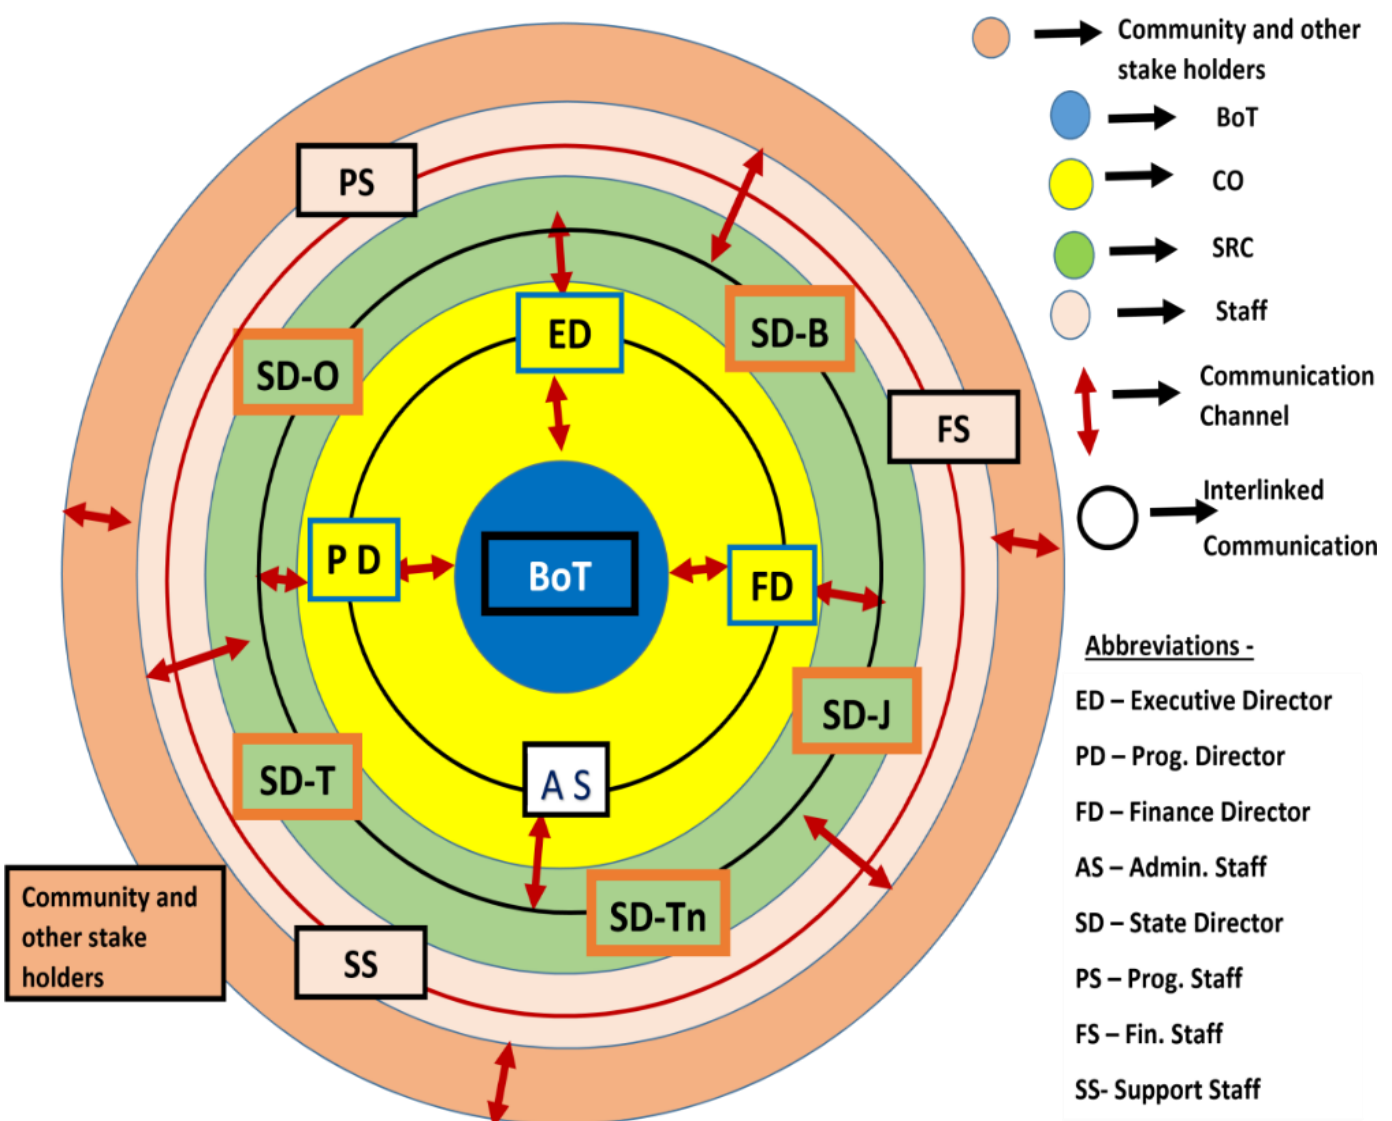 PS
ED
SD-B
SD-O
FS
P D
BoT
FD
SD-J
SD-T
A S
SD-Tn
SS
Community and
other stake
holders
Community and other
stake holders
BoT
CO
SRC
Staff
Communication
Channel
Interlinked
Communication
Abbreviations -
ED – Executive Director
PD – Prog. Director
FD – Finance Director
AS – Admin. Staff
SD – State Director
PS – Prog. Staff
FS – Fin. Staff
SS- Support Staff